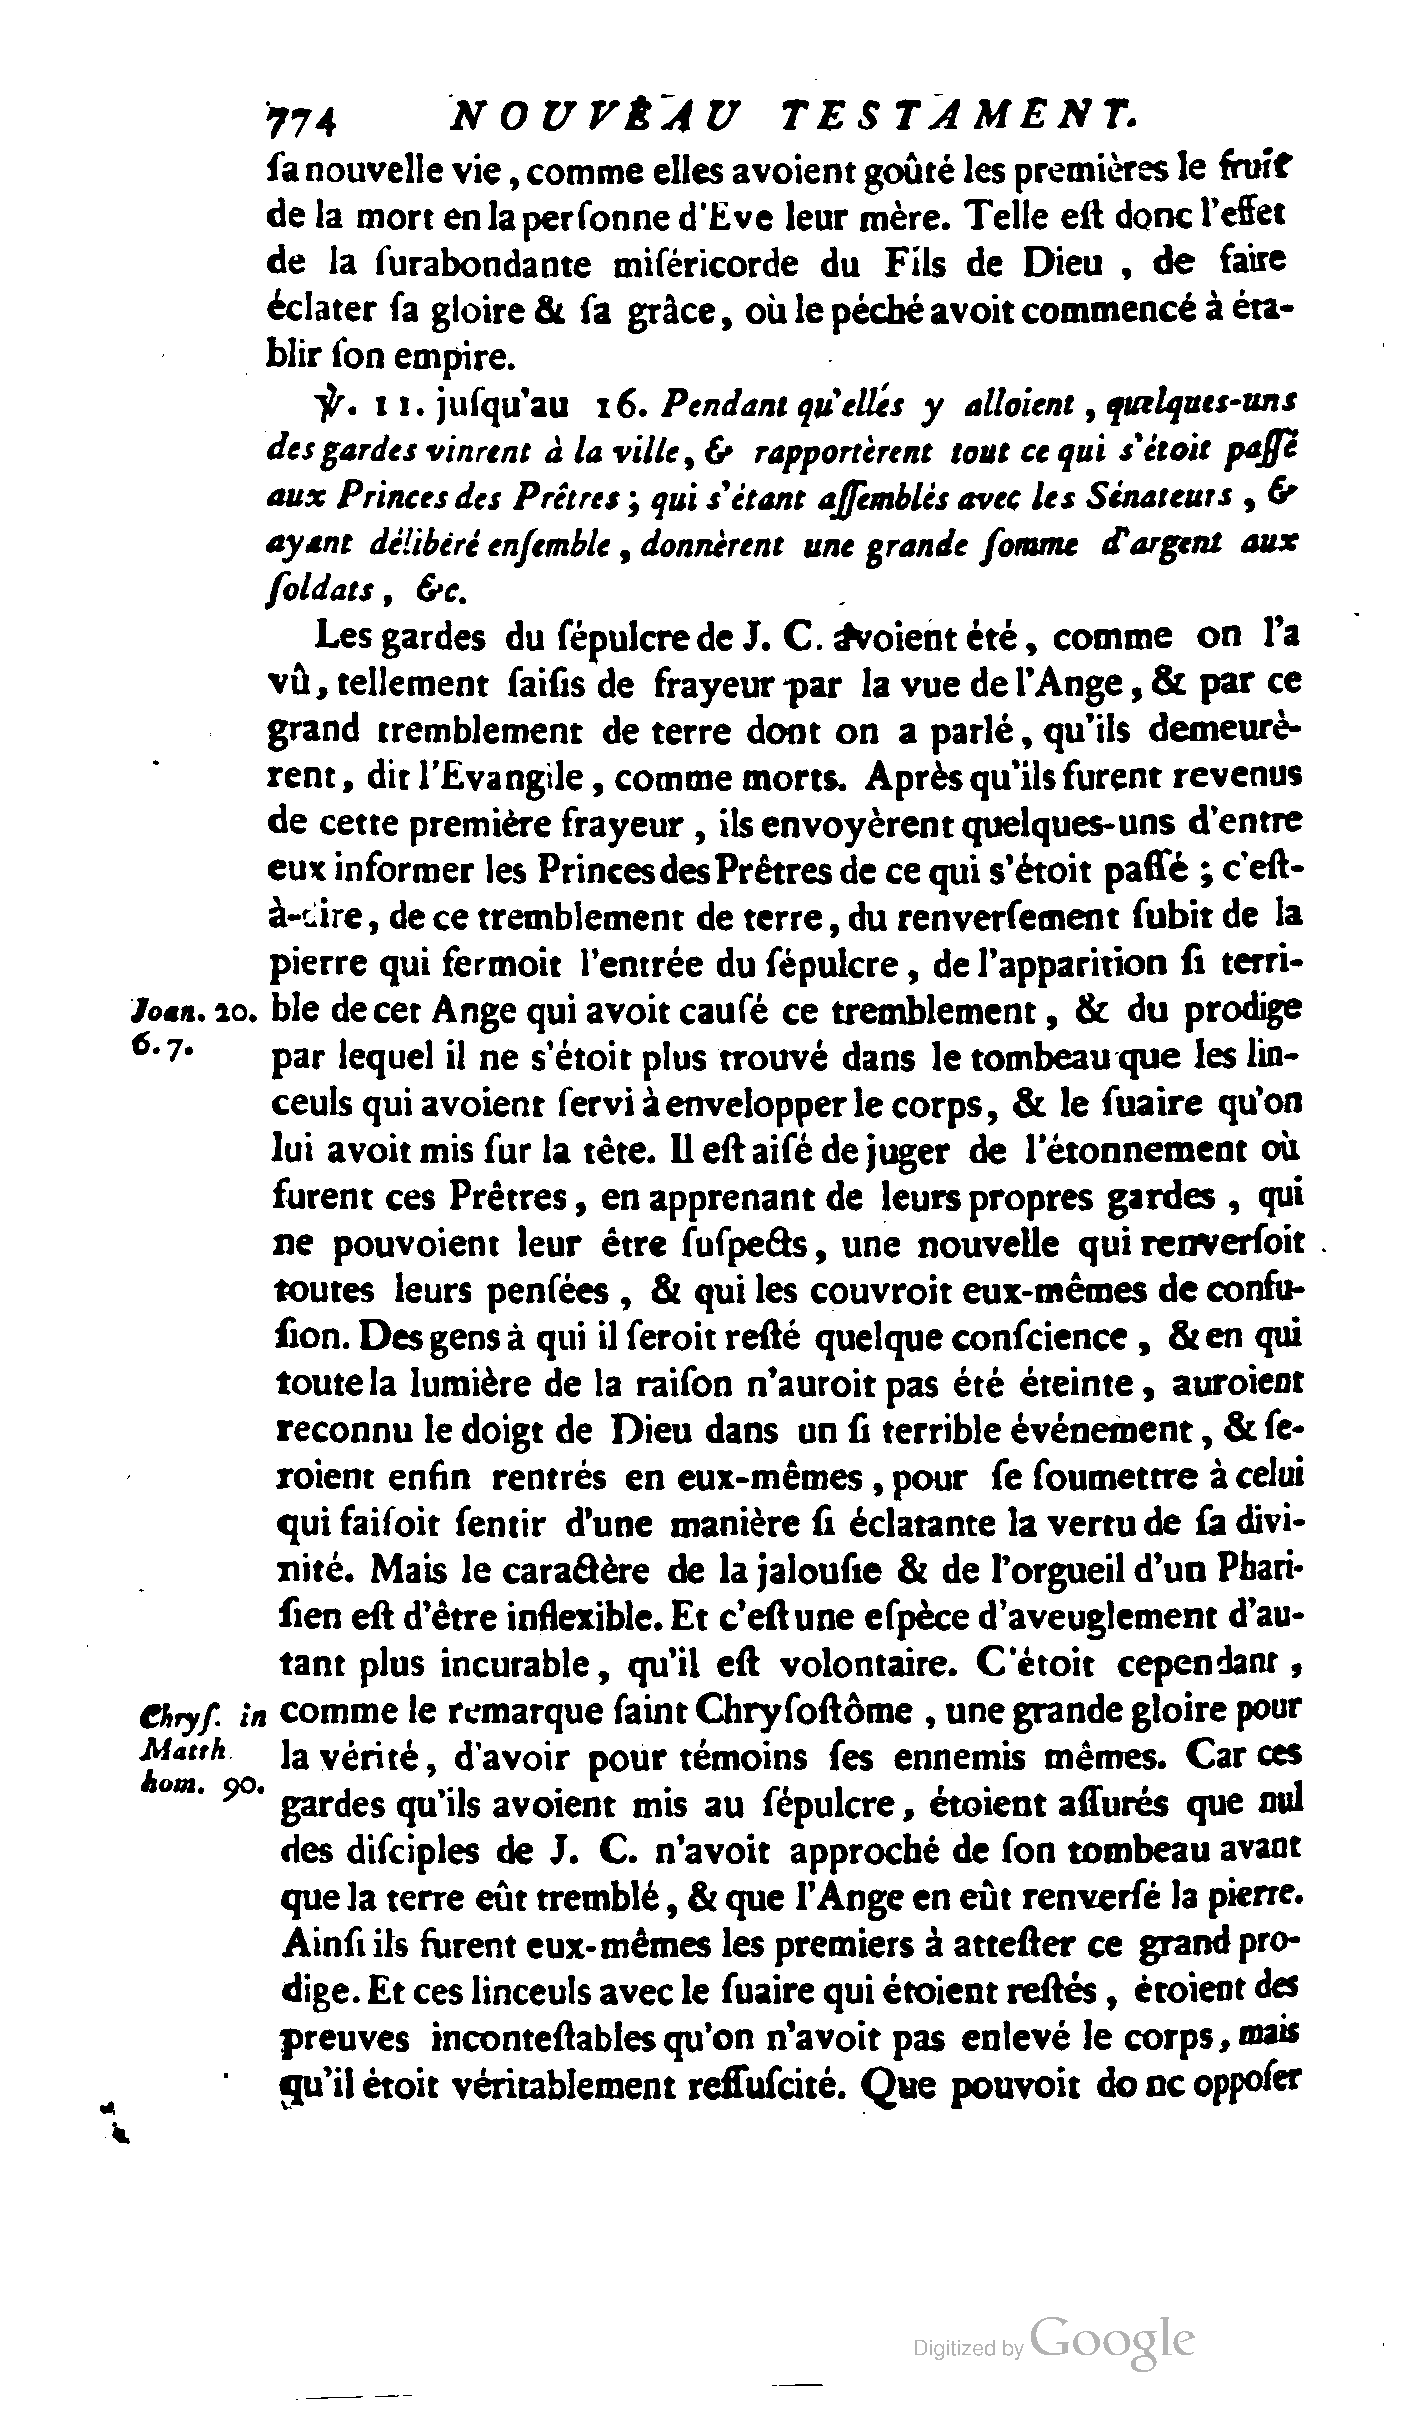 774 NOUVEAU TESTAMENT.
ſa nouvelle vie, comme elles avoient goûté les premières le fruit
de la mort en la perſonne d'Eve leur mère. Telle eſt donc l'effet
de la ſurabondante miſéricorde du Fils de Dieu, de faire
éclater ſa gloire & ſa grâce, où le péché avoit commencé à éta-
blir ſon empire.
℣. 11. juſqu'au 16. Pendant qu'elles y alloient, quelques-uns
des gardes vinrent à la ville, & rapportèrent tout ce qui s'étoit paſſé
aux Princes des Prêtres; qui s'étant aſſemblés avec les Sénateurs, &
ayant délibéré enſemble, donnèrent une grande ſomme d'argent aux
ſoldats, &c.
Les gardes du ſépulcre de J. C. avoient été, comme on l'a
vû, tellement ſaiſis de frayeur par la vue de l'Ange, & par ce
grand tremblement de terre dont on a parlé, qu'ils demeurè-
rent, dit l'Evangile, comme morts. Après qu'ils furent revenus
de cette première frayeur, ils envoyèrent quelques-uns d'entre
eux informer les Princes des Prêtres de ce qui s'étoit paſſé; c'eſt-
à-dire, de ce tremblement de terre, du renverſement ſubit de la
pierre qui fermoit l'entrée du ſépulcre, de l'apparition ſi terri-
Joan. 20. ble de cet Ange qui avoit cauſé ce tremblement, & du prodige
6. 7. par lequel il ne s'étoit plus trouvé dans le tombeau que les lin-
ceuls qui avoient ſervi à envelopper le corps, & le ſuaire qu'on
lui avoit mis ſur la tête. Il eſt aiſé de juger de l'étonnement où
furent ces Prêtres, en apprenant de leurs propres gardes, qui
ne pouvoient leur être ſuſpects, une nouvelle qui renverſoit
toutes leurs penſées, & qui les couvroit eux-mêmes de confu-
ſion. Des gens à qui il ſeroit reſté quelque conſcience, & en qui
toute la lumière de la raiſon n'auroit pas été éteinte, auroient
reconnu le doigt de Dieu dans un ſi terrible événement, & ſe-
roient enfin rentrés en eux-mêmes, pour ſe ſoumettre à celui
qui faiſoit ſentir d'une manière ſi éclatante la vertu de ſa divi-
nité. Mais le caractère de la jalouſie & de l'orgueil d'un Phari-
ſien eſt d'être inflexible. Et c'eſt une eſpèce d'aveuglement d'au-
tant plus incurable, qu'il eſt volontaire. C'étoit cependant,
Chryſ. in comme le remarque ſaint Chryſoſtôme, une grande gloire pour
Matth. la vérité, d'avoir pour témoins ſes ennemis mêmes. Car ces
hom. 90. gardes qu'ils avoient mis au ſépulcre, étoient aſſurés que nul
des diſciples de J. C. n'avoit approché de ſon tombeau avant
que la terre eût tremblé, & que l'Ange en eût renverſé la pierre.
Ainſi ils furent eux-mêmes les premiers à atteſter ce grand pro-
dige. Et ces linceuls avec le ſuaire qui étoient reſtés, étoient des
preuves inconteſtables qu'on n'avoit pas enlevé le corps, mais
qu'il étoit véritablement reſſuſcité. Que pouvoit donc oppoſer
Digitized by Google